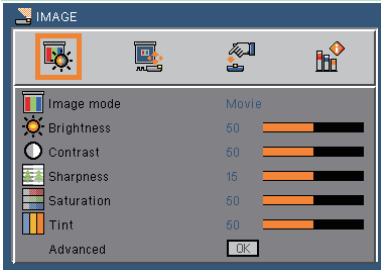 IMAGE
Image mode Movie
Brightness 50
Contrast 50
Sharpness 15
Saturation 50
Tint 50
Advanced OK